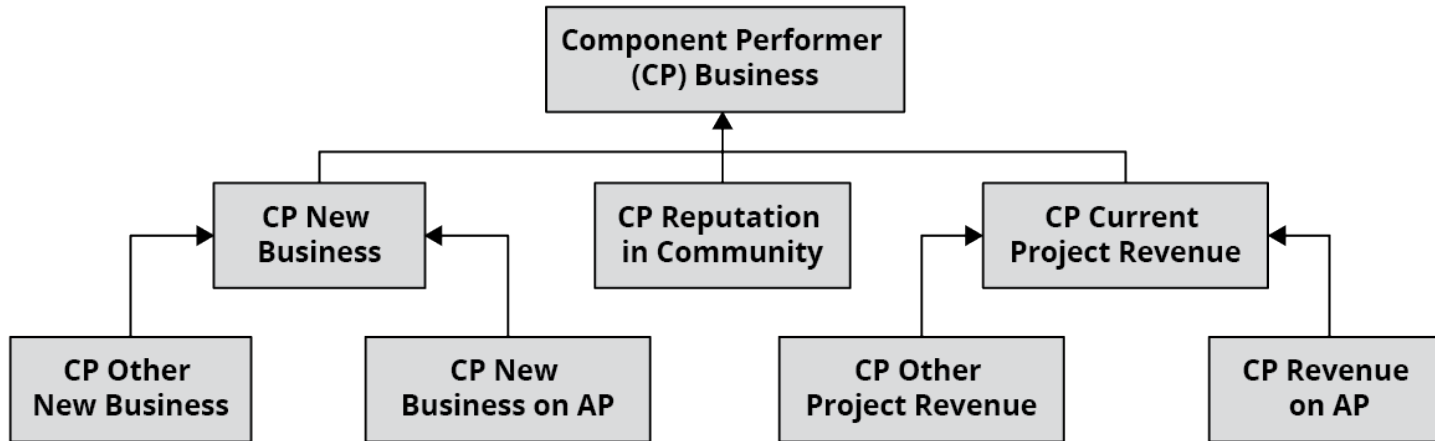 Component Performer
(CP) Business
CP New
Business
CP Reputation
in Community
CP Current
Project Revenue
CP Other
New Business
CP New
Business on AP
CP Other
Project Revenue
CP Revenue
on AP